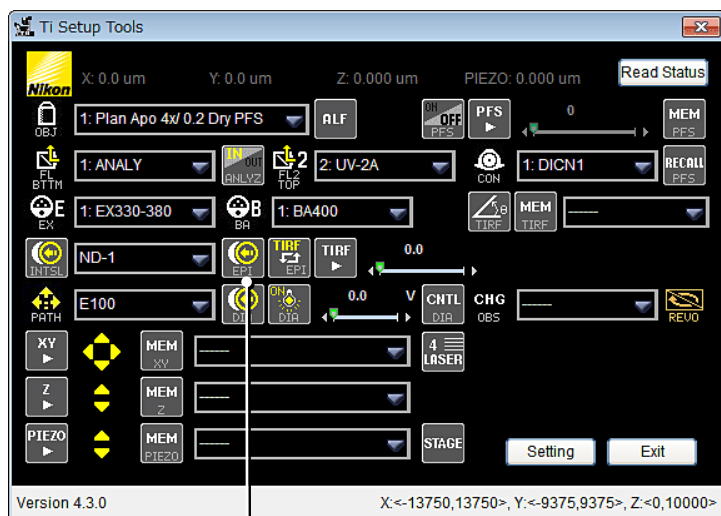 Ti Setup Tools
Nikon X: 0.0 um Y: 0.0 um Z: 0.000 um PIEZO: 0.000 um Read Status
OBJ 1: Plan Apo 4x/ 0.2 Dry PFS ALF ON OFF PFS PFS 0 MEM PFS
FL BTTM 1: ANALY IN OUT ANLYZ 2 FL2 TOP 2: UV-2A CON 1: DICN1 RECALL PFS
E EX 1: EX330-380 B BA 1: BA400 θ TIRF MEM TIRF -----
INTSL ND-1 EPI TIRF EPI TIRF 0.0
PATH E100 DIA ON DIA 0.0 V CNTL DIA CHG OBS ----- REVO
XY MEM XY ----- 4 LASER
Z MEM Z -----
PIEZO MEM PIEZO ----- STAGE Setting Exit
Version 4.3.0 X:<-13750,13750>, Y:<-9375,9375>, Z:<0,10000>